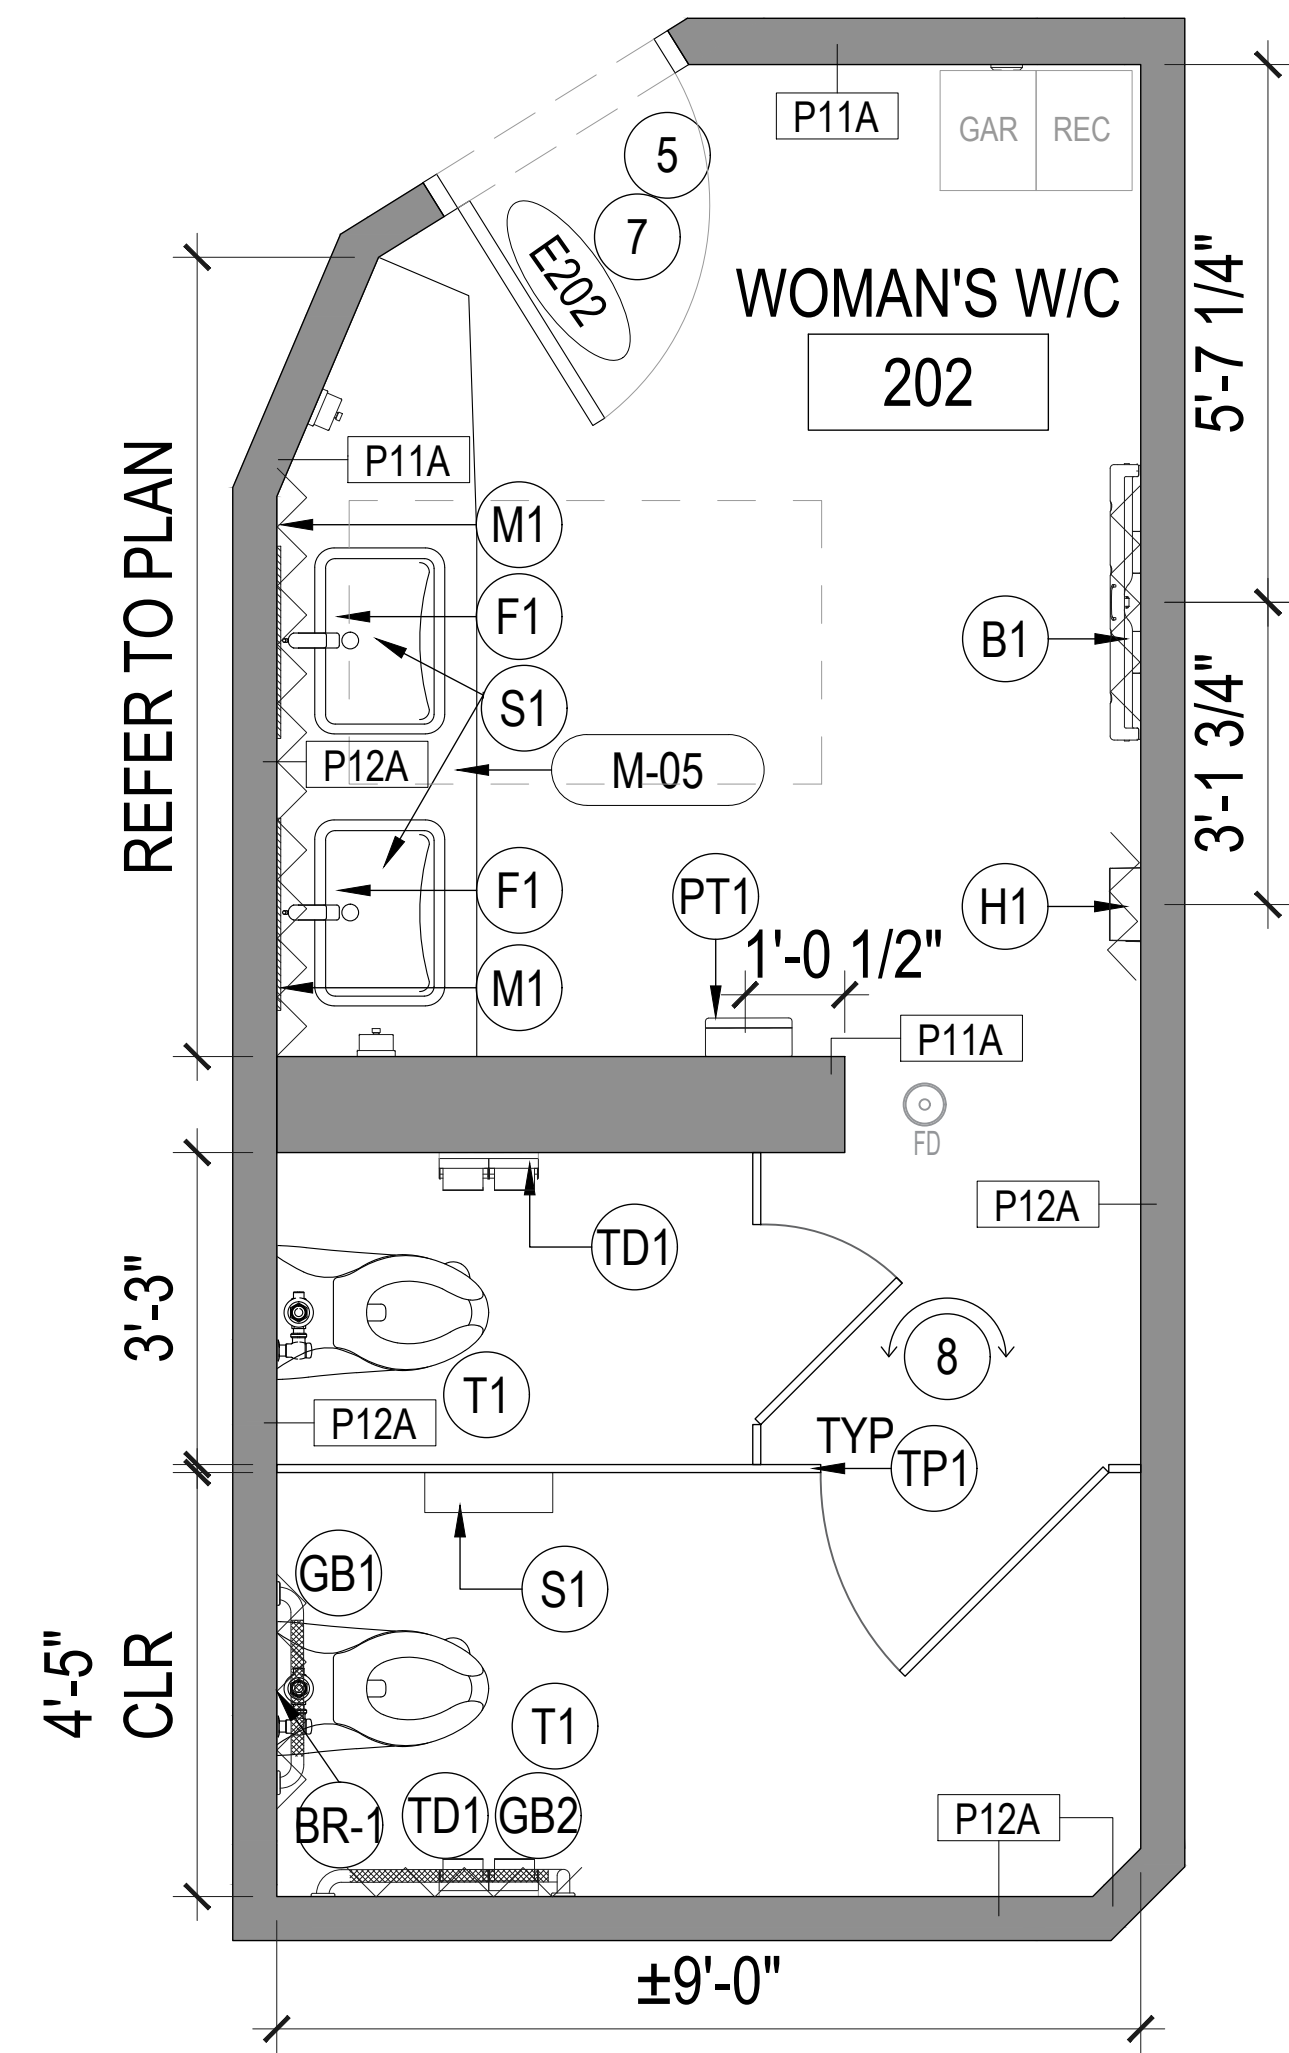 P11A
GAR REC
5
7
E202
WOMAN'S W/C
202
5'-7 1/4"
REFER TO PLAN
P11A
M1
F1
B1
S1
3'-1 3/4"
P12A
M-05
F1
PT1
H1
1'-0 1/2"
M1
P11A
FD
P12A
TD1
3'-3"
8
T1
P12A
TYP
TP1
GB1
S1
4'-5"
CLR
T1
BR-1
TD1
GB2
P12A
±9'-0"